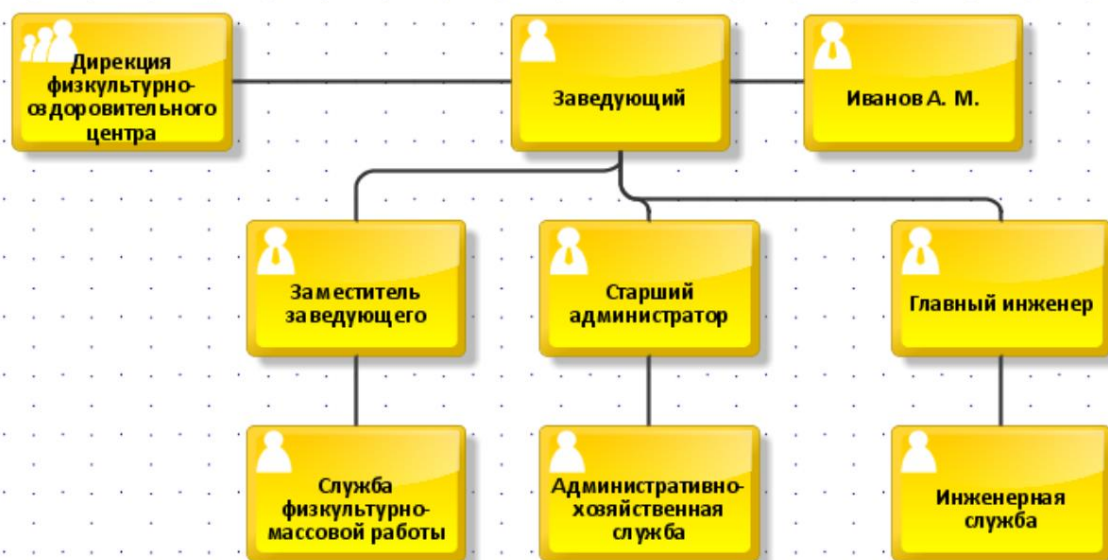 Дирекция
физкультурно-
оздоровительного
центра
Заведующий
Иванов А. М.
Заместитель
заведующего
Старший
администратор
Главный инженер
Служба
физкультурно-
массовой работы
Административно-
хозяйственная
служба
Инженерная
служба